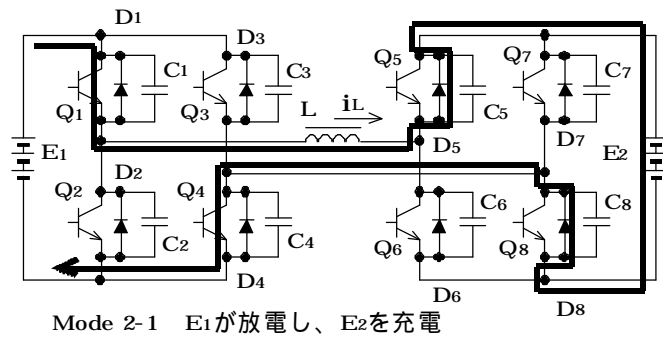 D1
D3
Q5
Q7
C1
C3
C5
C7
Q1
Q3
L
iL
E1
D5
D7
E2
D2
Q2
Q4
C6
C8
C2
C4
Q6
Q8
D4
D6
D8
Mode 2-1 E1が放電し、E2を充電